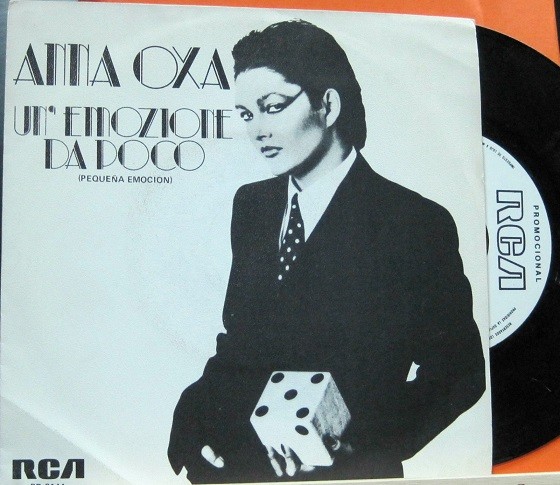 ANNA OXA
UN' EMOZIONE
DA POCO
(PEQUEÑA EMOCION)
RCA
RCA
PROMOCIONAL